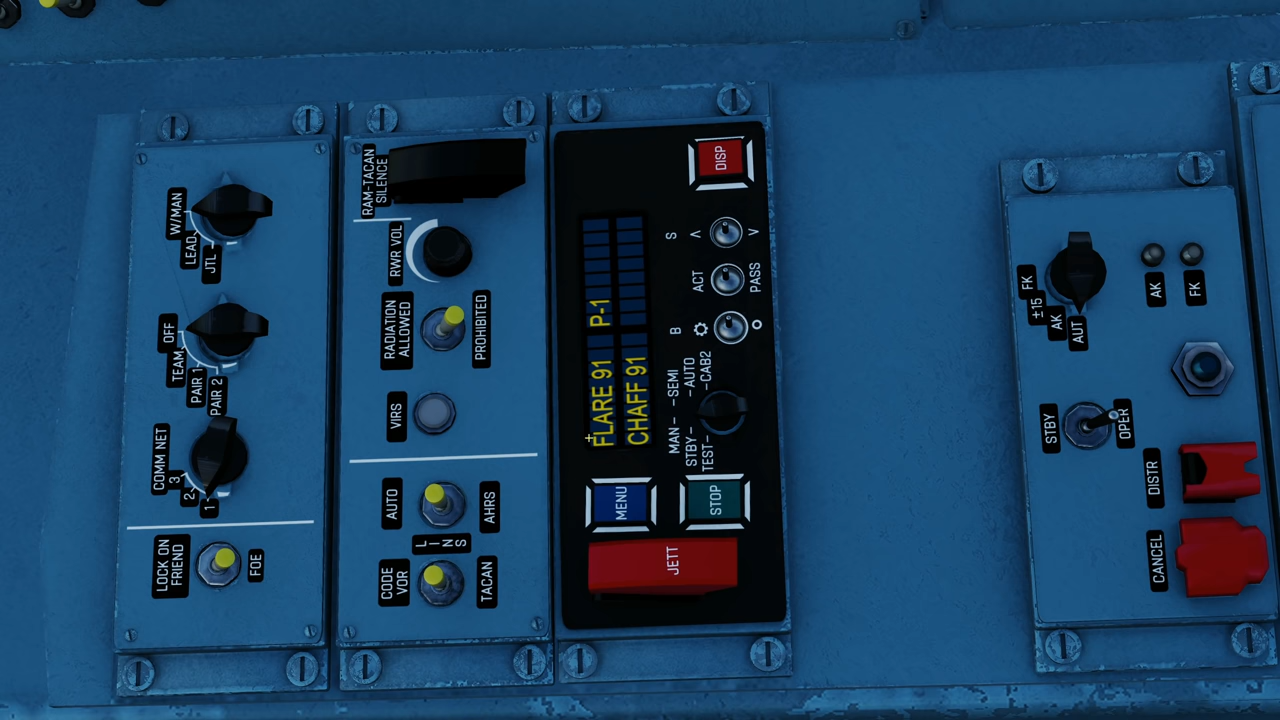 W/MAN
LEAD
JTL
OFF
TEAM
PAIR 1
PAIR 2
COMM NET
3
2
1
LOCK ON
FRIEND
FOE
RAM-TACAN
SILENCE
RWR VOL
RADIATION
ALLOWED
PROHIBITED
VIRS
AUTO
AHRS
LINS
CODE
VOR
TACAN
DISP
S
Λ
V
ACT
PASS
B
FLARE 91 P-1
CHAFF 91
MAN
SEMI
STBY
AUTO
TEST
CAB2
MENU
STOP
JETT
FK
±15
AK
AUT
AK
FK
STBY
OPER
DISTR
CANCEL